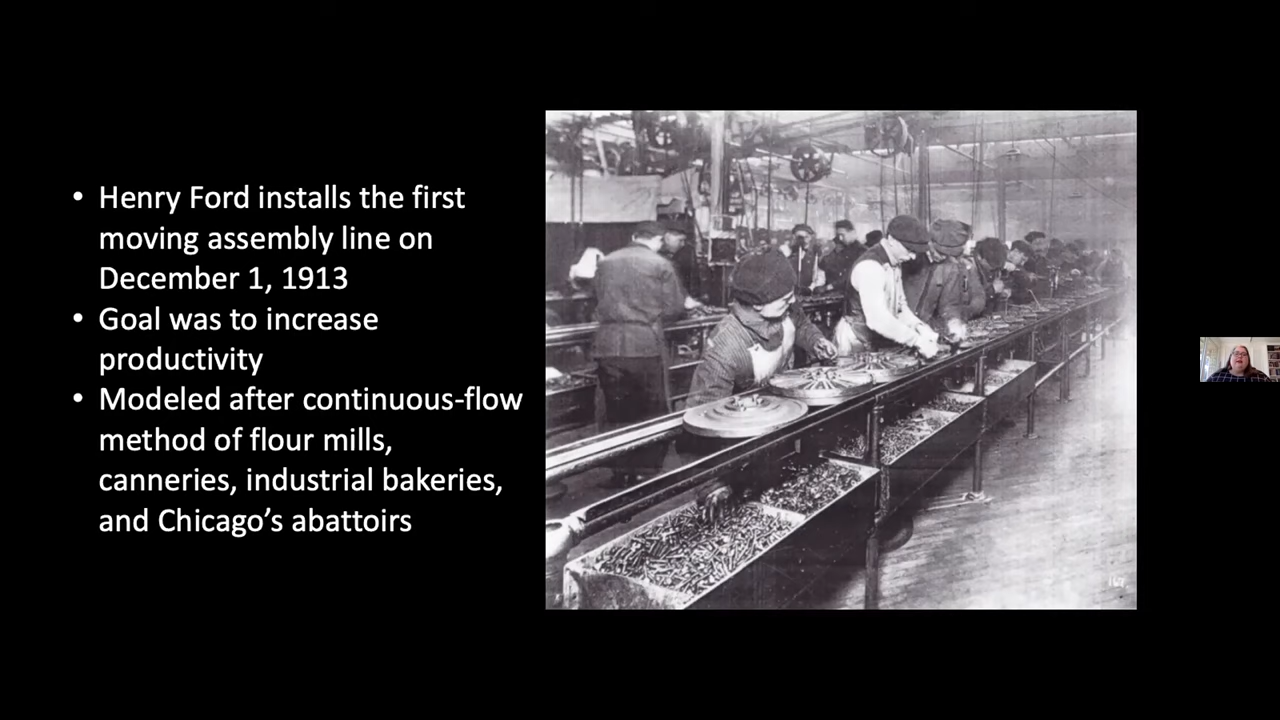 • Henry Ford installs the first
moving assembly line on
December 1, 1913
• Goal was to increase
productivity
• Modeled after continuous-flow
method of flour mills,
canneries, industrial bakeries,
and Chicago’s abattoirs